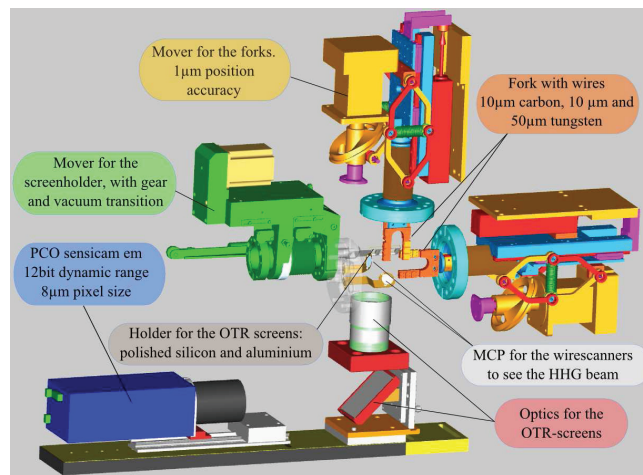 Mover for the forks.
1µm position
accuracy
Fork with wires
10µm carbon, 10 µm and
50µm tungsten
Mover for the
screenholder, with gear
and vacuum transition
PCO sensicam em
12bit dynamic range
8µm pixel size
Holder for the OTR screens:
polished silicon and aluminium
MCP for the wirescanners
to see the HHG beam
Optics for the
OTR-screens